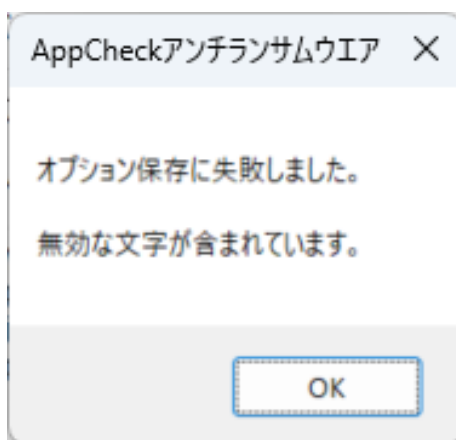 AppCheckアンチランサムウエア
オプション保存に失敗しました。
無効な文字が含まれています。
OK